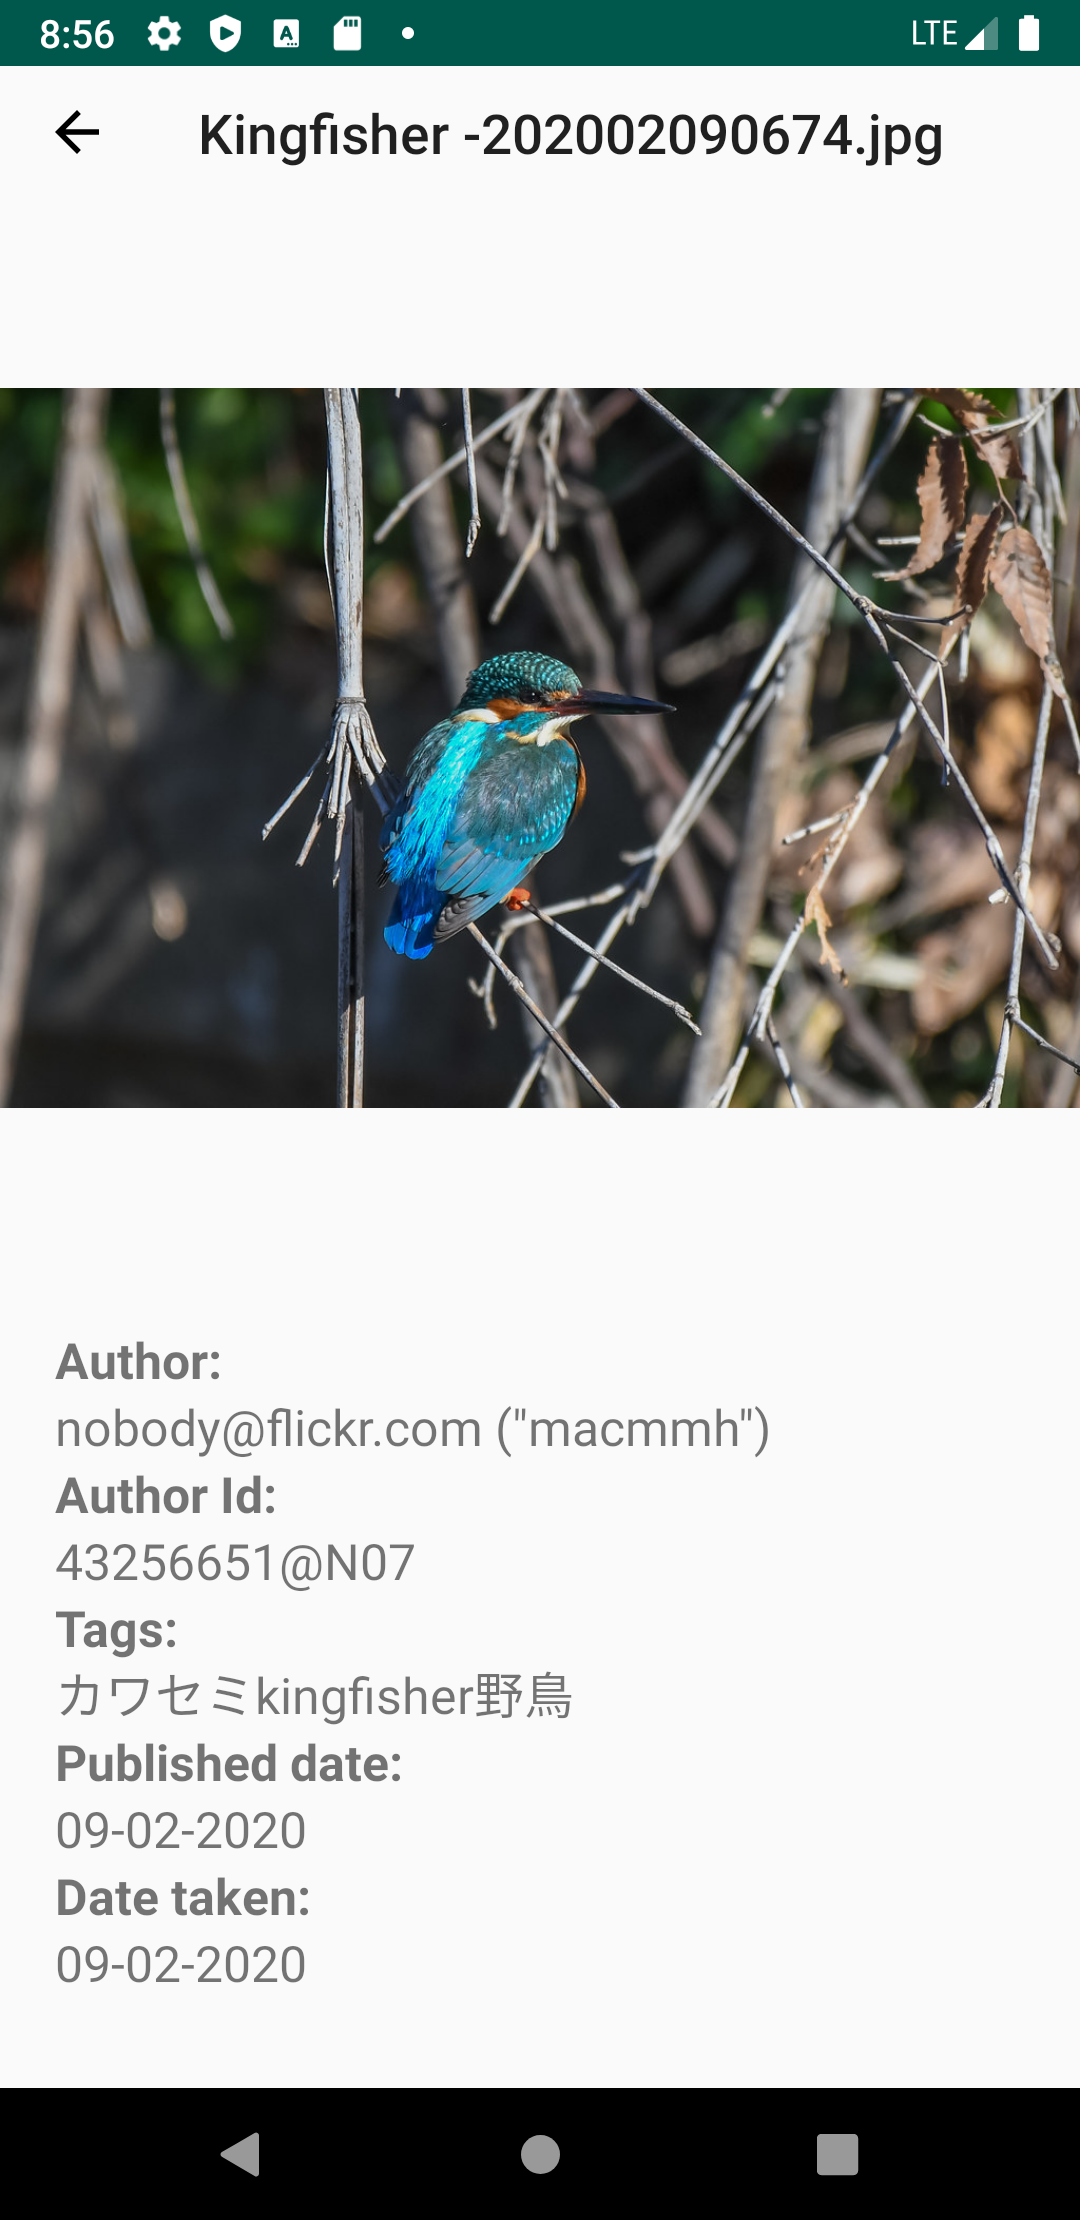 8:56 LTE
Kingfisher -202002090674.jpg
Author:
nobody@flickr.com ("macmmh")
Author Id:
43256651@N07
Tags:
カワセミkingfisher野鳥
Published date:
09-02-2020
Date taken:
09-02-2020